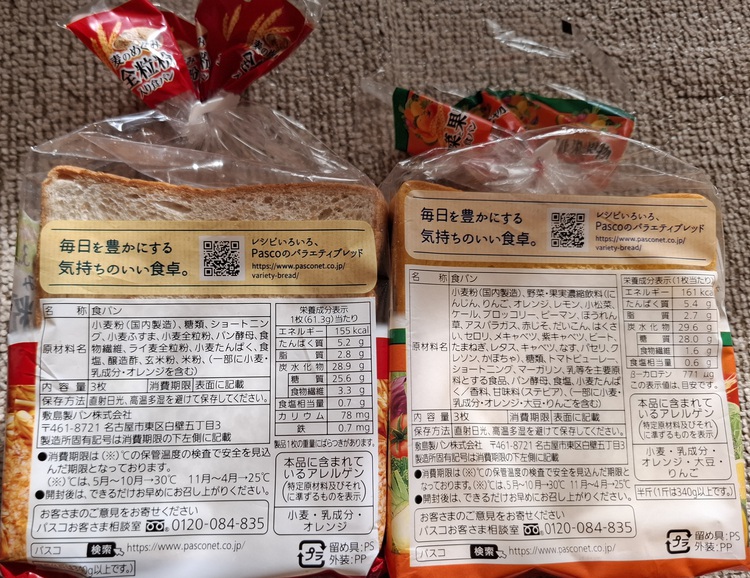 麦のめぐみ
全粒粉
入り食パン
毎日を豊かにする
気持ちのいい食卓。
レシピいろいろ、
Pascoのバラエティブレッド
https://www.pasconet.co.jp/
variety-bread/
名称 食パン
原材料名 小麦粉(国内製造)、糖類、ショートニン
グ、小麦ふすま、小麦全粒粉、パン酵母、食
物繊維、ライ麦全粒粉、小麦たんぱく、食
塩、醸造酢、玄米粉、米粉、(一部に小麦・
乳成分・オレンジを含む)
内容量 3枚 消費期限 表面に記載
保存方法 直射日光、高温多湿を避けて保存してください。
敷島製パン株式会社
〒461-8721 名古屋市東区白壁五丁目3
製造所固有記号は消費期限の下左側に記載
●消費期限は(※)での保管温度の検査で安全を見込
んだ期限となっております。
(※)では、5月〜10月→30℃ 11月〜4月→25℃
●開封後は、できるだけお早めにお召し上がりください。
お客さまのご意見をお寄せください
パスコお客さま相談室 0120-084-835
パスコ 検索 https://www.pasconet.co.jp/
栄養成分表示
1枚(61.3g)当たり
エネルギー 155 kcal
たんぱく質 5.2 g
脂質 2.8 g
炭水化物 28.9 g
糖質 25.6 g
食物繊維 3.3 g
食塩相当量 0.7 g
カリウム 78 mg
鉄 0.7 mg
製品1枚の重量にはばらつきがあります。
本品に含まれて
いるアレルゲン
(特定原材料及びそれ
に準ずるものを表示)
小麦・乳成分・
オレンジ
プラ
留め具:PS
外装:PP
毎日を豊かにする
気持ちのいい食卓。
レシピいろいろ、
Pascoのバラエティブレッド
https://www.pasconet.co.jp/
variety-bread/
名称 食パン
原材料名 小麦粉(国内製造)、野菜・果実濃縮飲料(に
んじん、りんご、オレンジ、レモン、小松菜、
ケール、ブロッコリー、ピーマン、ほうれん
草、アスパラガス、赤じそ、だいこん、はくさ
い、セロリ、メキャベツ、紫キャベツ、ビート、
たまねぎ、レタス、キャベツ、なす、パセリ、ク
レソン、かぼちゃ)、糖類、トマトピューレ、
ショートニング、マーガリン、乳等を主要原
料とする食品、パン酵母、食塩、小麦たんぱ
く/香料、甘味料(ステビア)、(一部に小麦・
乳成分・オレンジ・大豆・りんごを含む)
内容量 3枚 消費期限 表面に記載
保存方法 直射日光、高温多湿を避けて保存してください。
敷島製パン株式会社 〒461-8721 名古屋市東区白壁五丁目3
製造所固有記号は消費期限の下左側に記載
●消費期限は(※)での保管温度の検査で安全を見込んだ期限と
なっております。(※)では、5月〜10月→30℃ 11月〜4月→25℃
●開封後は、できるだけお早めにお召し上がりください。
お客さまのご意見をお寄せください
パスコお客さま相談室 0120-084-835
パスコ 検索 https://www.pasconet.co.jp/
栄養成分表示(1枚当たり)
エネルギー 161 kcal
たんぱく質 5.4 g
脂質 2.7 g
炭水化物 29.6 g
糖質 28.0 g
食物繊維 1.6 g
食塩相当量 0.6 g
β-カロテン 771 μg
この表示値は、目安です。
本品に含まれて
いるアレルゲン
(特定原材料及びそれ
に準ずるものを表示)
小麦・乳成分・
オレンジ・大豆・
りんご
半斤(1斤は340g以上です。)
プラ
留め具:PS
外装:PP